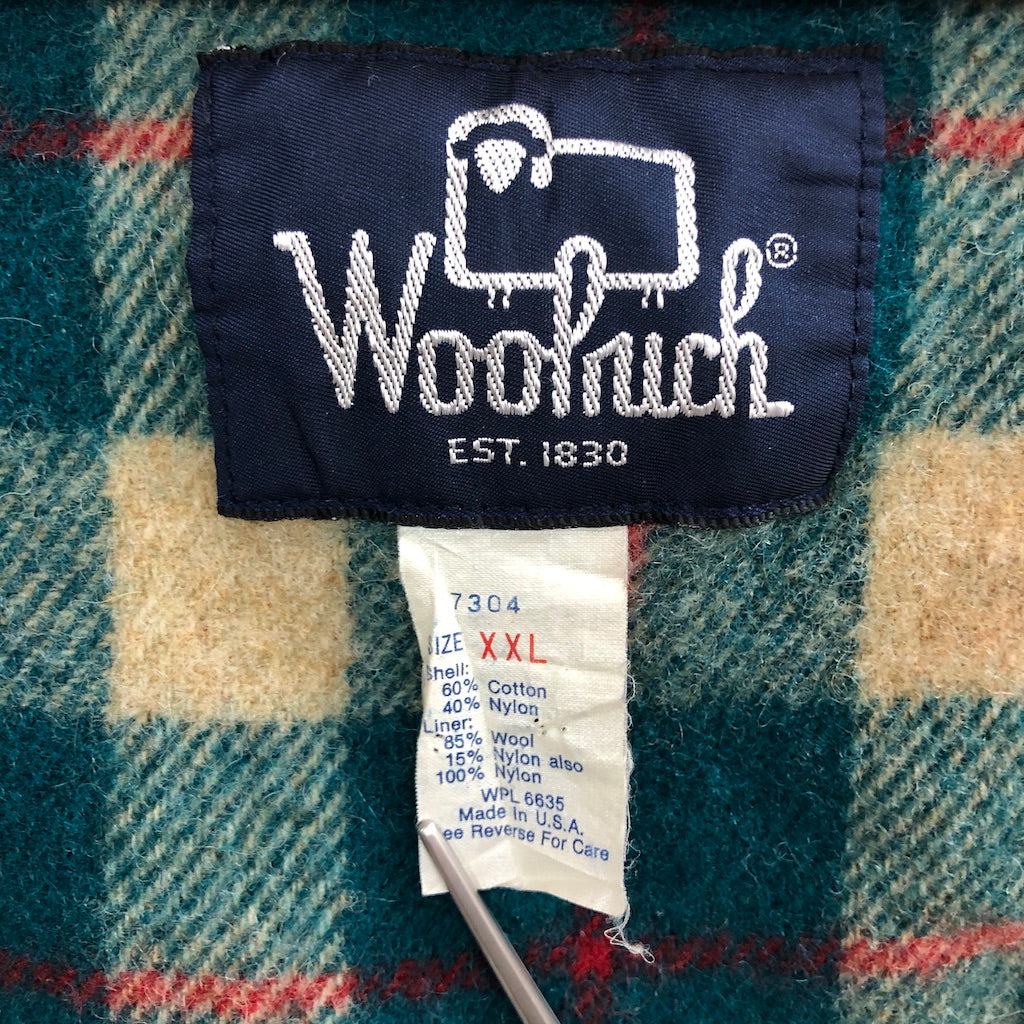 Woolrich®
EST. 1830
7304
SIZE XXL
Shell:
60% Cotton
40% Nylon
Liner:
85% Wool
15% Nylon also
100% Nylon
WPL 6635
Made In U.S.A.
ee Reverse For Care